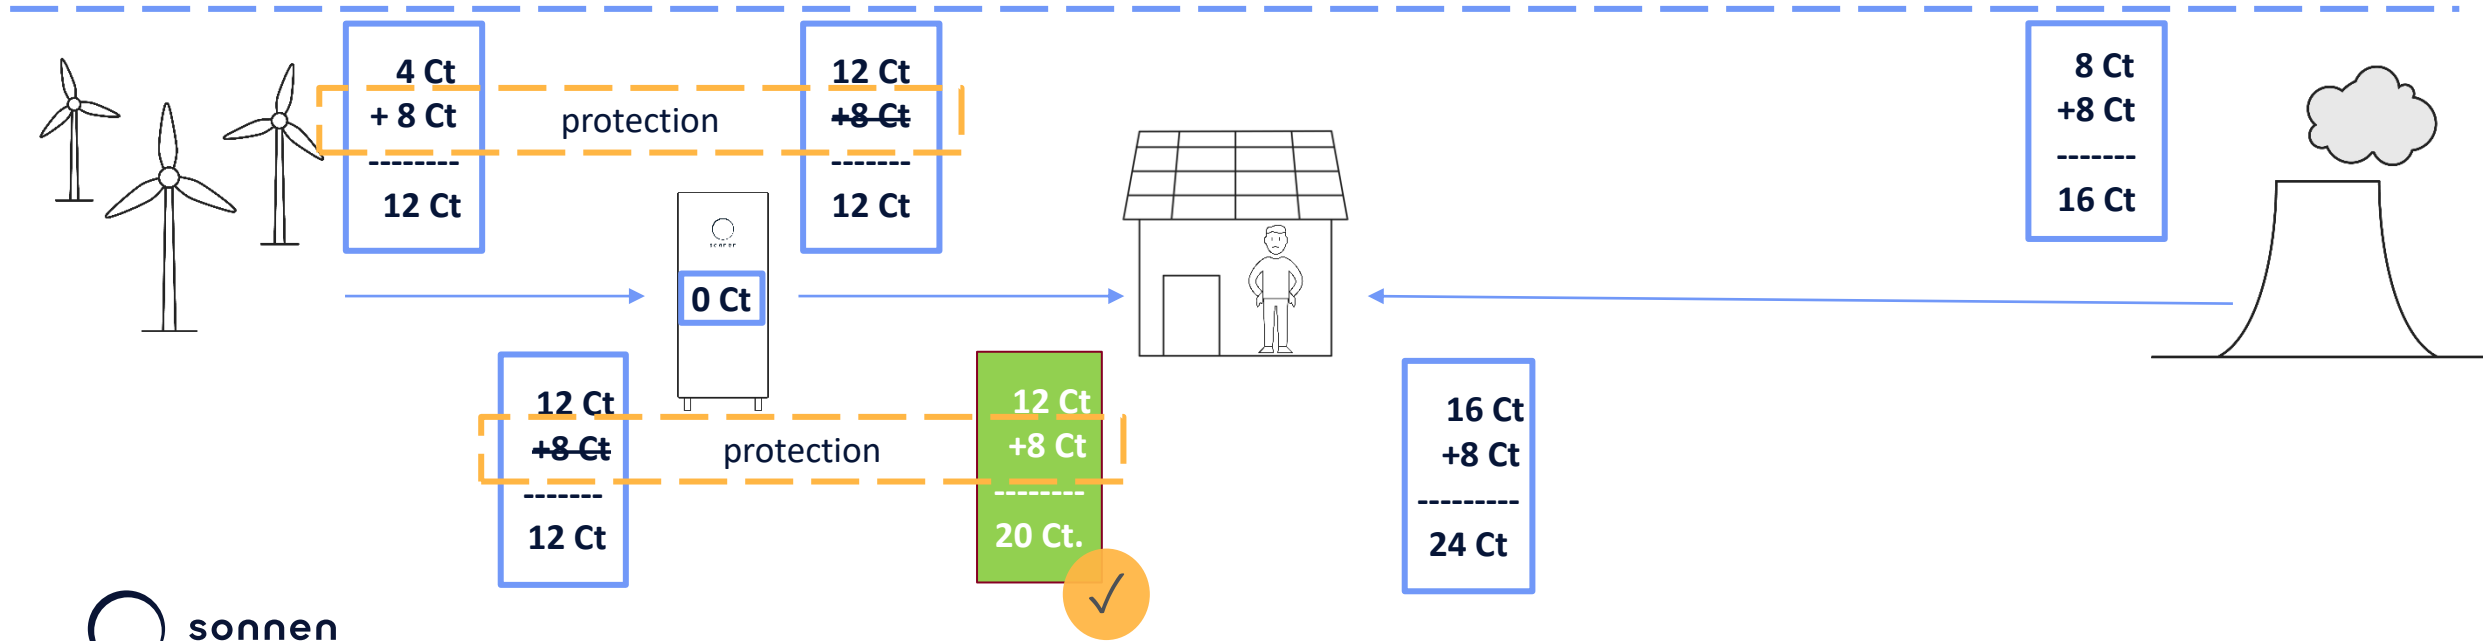 4 Ct
+ 8 Ct
--------
12 Ct
protection
12 Ct
+8 Ct
-------
12 Ct
8 Ct
+8 Ct
-------
16 Ct
sonnen
0 Ct
12 Ct
+8 Ct
-------
12 Ct
protection
12 Ct
+8 Ct
--------
20 Ct.
16 Ct
+8 Ct
---------
24 Ct
sonnen